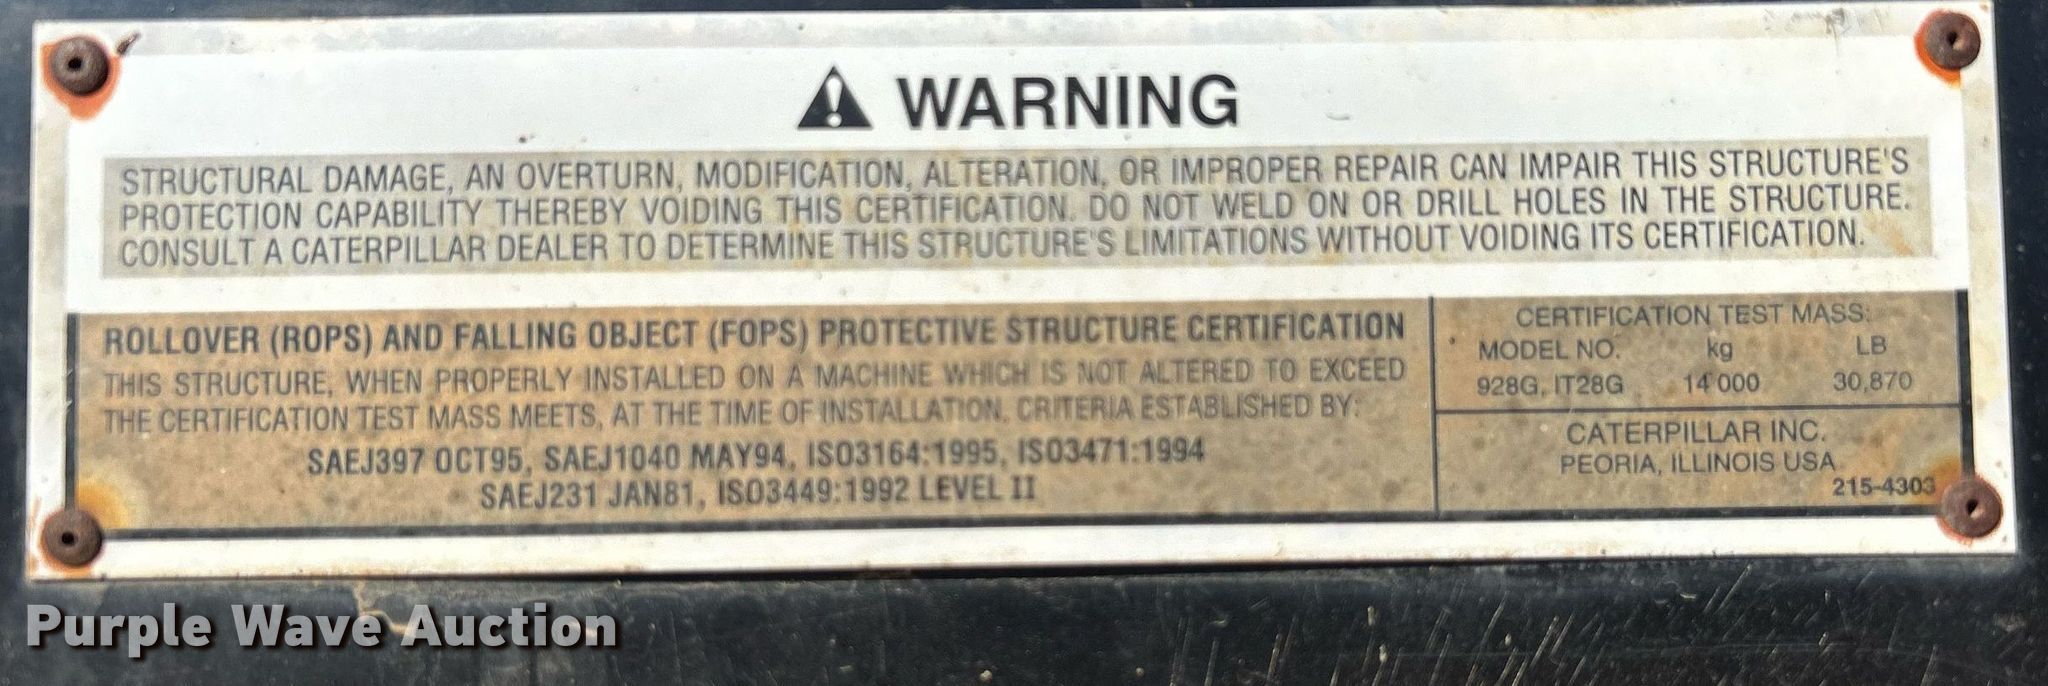 WARNING
STRUCTURAL DAMAGE, AN OVERTURN, MODIFICATION, ALTERATION, OR IMPROPER REPAIR CAN IMPAIR THIS STRUCTURE'S
PROTECTION CAPABILITY THEREBY VOIDING THIS CERTIFICATION. DO NOT WELD ON OR DRILL HOLES IN THE STRUCTURE.
CONSULT A CATERPILLAR DEALER TO DETERMINE THIS STRUCTURE'S LIMITATIONS WITHOUT VOIDING ITS CERTIFICATION.
ROLLOVER (ROPS) AND FALLING OBJECT (FOPS) PROTECTIVE STRUCTURE CERTIFICATION
THIS STRUCTURE, WHEN PROPERLY INSTALLED ON A MACHINE WHICH IS NOT ALTERED TO EXCEED
THE CERTIFICATION TEST MASS MEETS, AT THE TIME OF INSTALLATION, CRITERIA ESTABLISHED BY:
SAEJ397 OCT95, SAEJ1040 MAY94, ISO3164:1995, ISO3471:1994
SAEJ231 JAN81, ISO3449:1992 LEVEL II
CERTIFICATION TEST MASS:
MODEL NO. kg LB
928G, IT28G 14 000 30,870
CATERPILLAR INC.
PEORIA, ILLINOIS USA
215-4303
Purple Wave Auction